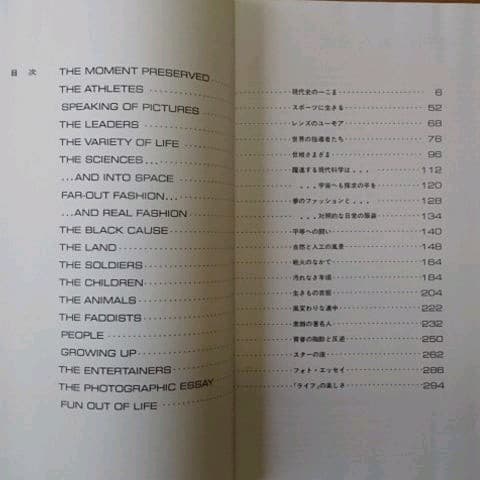 目次 THE MOMENT PRESERVED 現代史の一こま 6
THE ATHLETES スポーツに生きる 52
SPEAKING OF PICTURES レンズのユーモア 68
THE LEADERS 世界の指導者たち 76
THE VARIETY OF LIFE 世相さまざま 96
THE SCIENCES... 躍進する現代科学は... 112
...AND INTO SPACE ...宇宙へも探求の手を 120
FAR-OUT FASHION... 夢のファッションと... 128
...AND REAL FASHION ...対照的な日常の服装 134
THE BLACK CAUSE 平等への闘い 140
THE LAND 自然と人工の風景 148
THE SOLDIERS 戦火のなかで 164
THE CHILDREN 汚れなき年頃 184
THE ANIMALS 生きもの百態 204
THE FADDISTS 風変わりな連中 222
PEOPLE 素顔の著名人 232
GROWING UP 青春の陶酔と反逆 250
THE ENTERTAINERS スターの座 262
THE PHOTOGRAPHIC ESSAY フォト・エッセイ 286
FUN OUT OF LIFE 「ライフ」の楽しさ 294